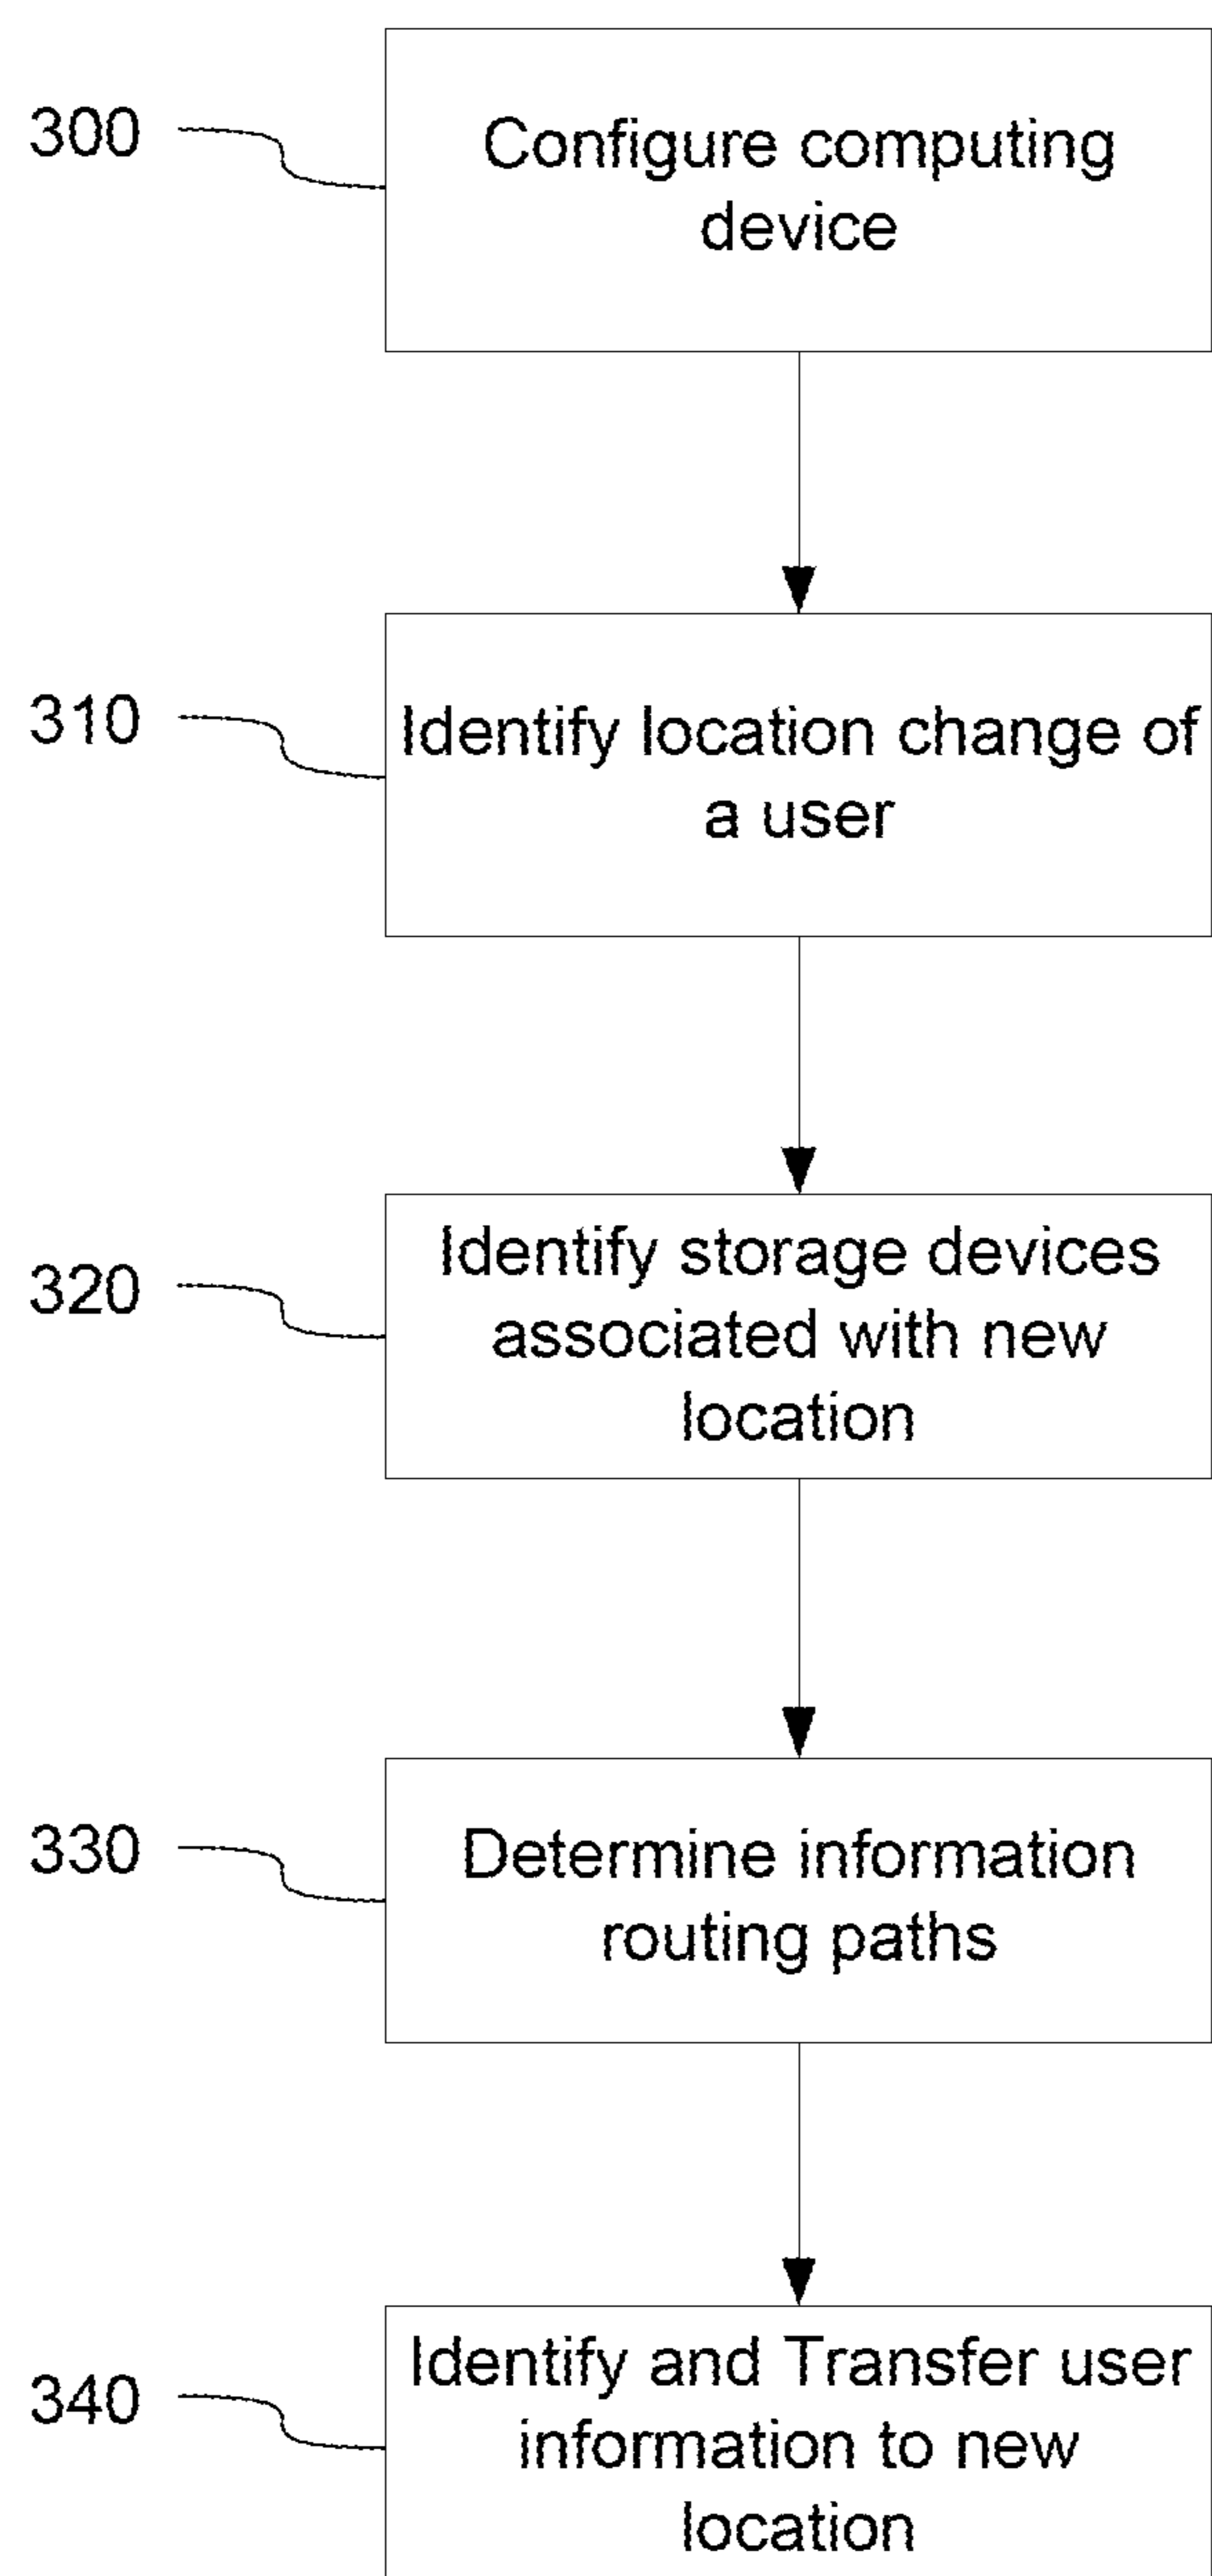 300
Configure computing
device
310
Identify location change of
a user
320
Identify storage devices
associated with new
location
330
Determine information
routing paths
340
Identify and Transfer user
information to new
location